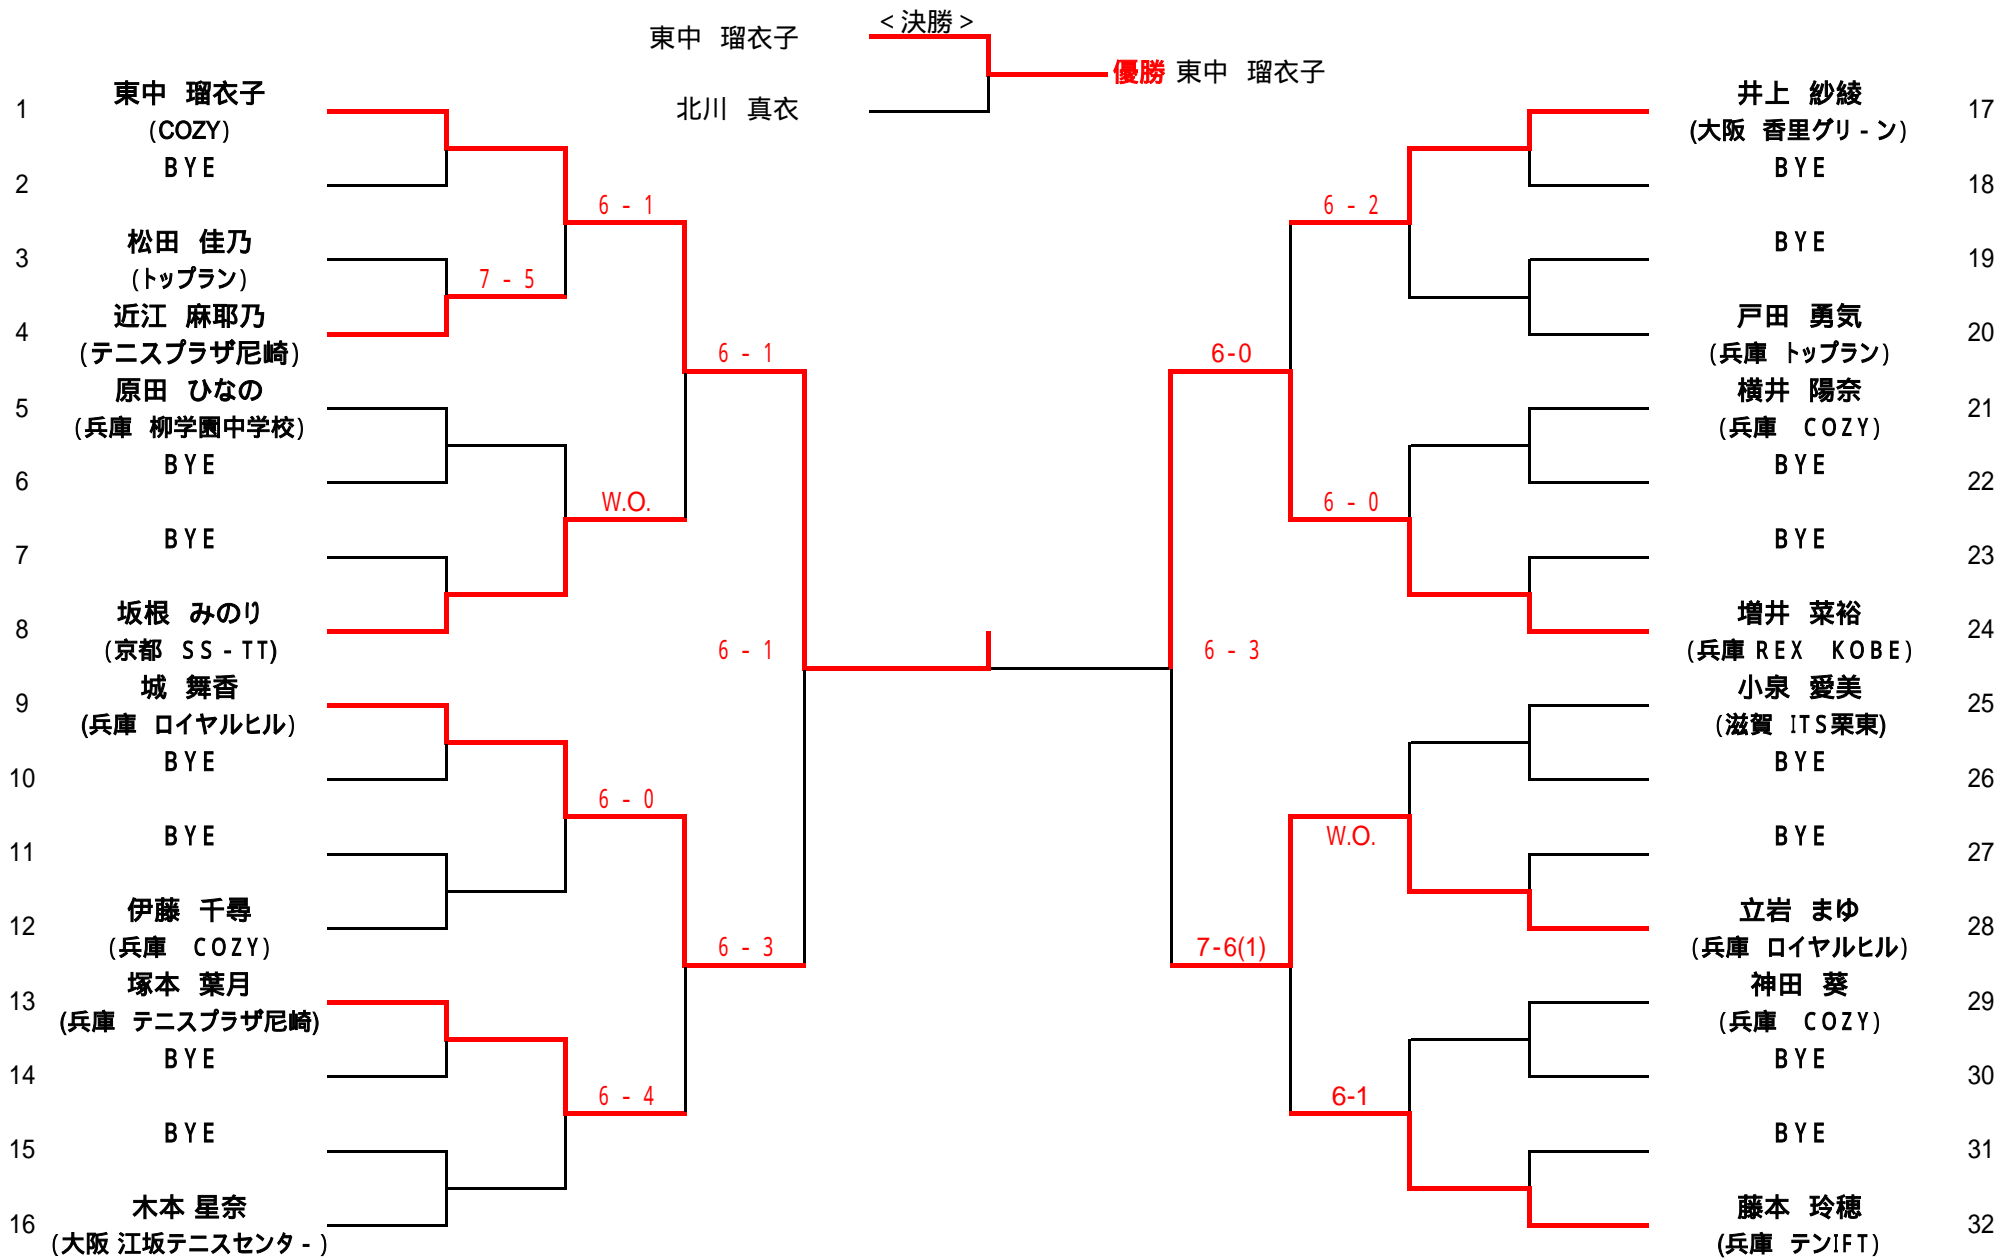 ＜決勝＞
東中 瑠衣子
優勝 東中 瑠衣子
北川 真衣
1 東中 瑠衣子
(COZY)
2 BYE
3 松田 佳乃
(トップラン)
4 近江 麻耶乃
(テニスプラザ尼崎)
5 原田 ひなの
(兵庫 柳学園中学校)
6 BYE
7 BYE
8 坂根 みのり
(京都 SS-TT)
9 城 舞香
(兵庫 ロイヤルヒル)
10 BYE
11 BYE
12 伊藤 千尋
(兵庫 COZY)
13 塚本 葉月
(兵庫 テニスプラザ尼崎)
14 BYE
15 BYE
16 木本 星奈
(大阪 江坂テニスセンタ-)
7-5
6-1
W.O.
6-0
6-4
6-1
6-3
6-1
6-3
6-0
7-6(1)
6-2
6-0
W.O.
6-1
井上 紗綾 17
(大阪 香里グリ-ン)
BYE 18
BYE 19
戸田 勇気 20
(兵庫 トップラン)
横井 陽奈 21
(兵庫 COZY)
BYE 22
BYE 23
増井 菜裕 24
(兵庫 REX KOBE)
小泉 愛美 25
(滋賀 ITS栗東)
BYE 26
BYE 27
立岩 まゆ 28
(兵庫 ロイヤルヒル)
神田 葵 29
(兵庫 COZY)
BYE 30
BYE 31
藤本 玲穂 32
(兵庫 テンIFT)